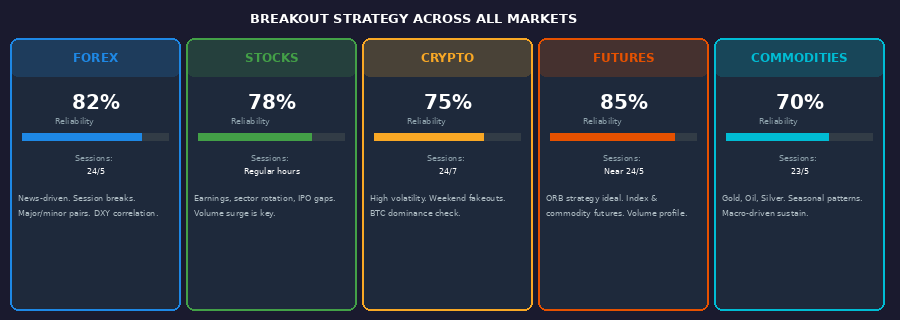 BREAKOUT STRATEGY ACROSS ALL MARKETS
FOREX
82%
Reliability
Sessions:
24/5
News-driven. Session breaks.
Major/minor pairs. DXY correlation.
STOCKS
78%
Reliability
Sessions:
Regular hours
Earnings, sector rotation, IPO gaps.
Volume surge is key.
CRYPTO
75%
Reliability
Sessions:
24/7
High volatility. Weekend fakeouts.
BTC dominance check.
FUTURES
85%
Reliability
Sessions:
Near 24/5
ORB strategy ideal. Index &
commodity futures. Volume profile.
COMMODITIES
70%
Reliability
Sessions:
23/5
Gold, Oil, Silver. Seasonal patterns.
Macro-driven sustain.